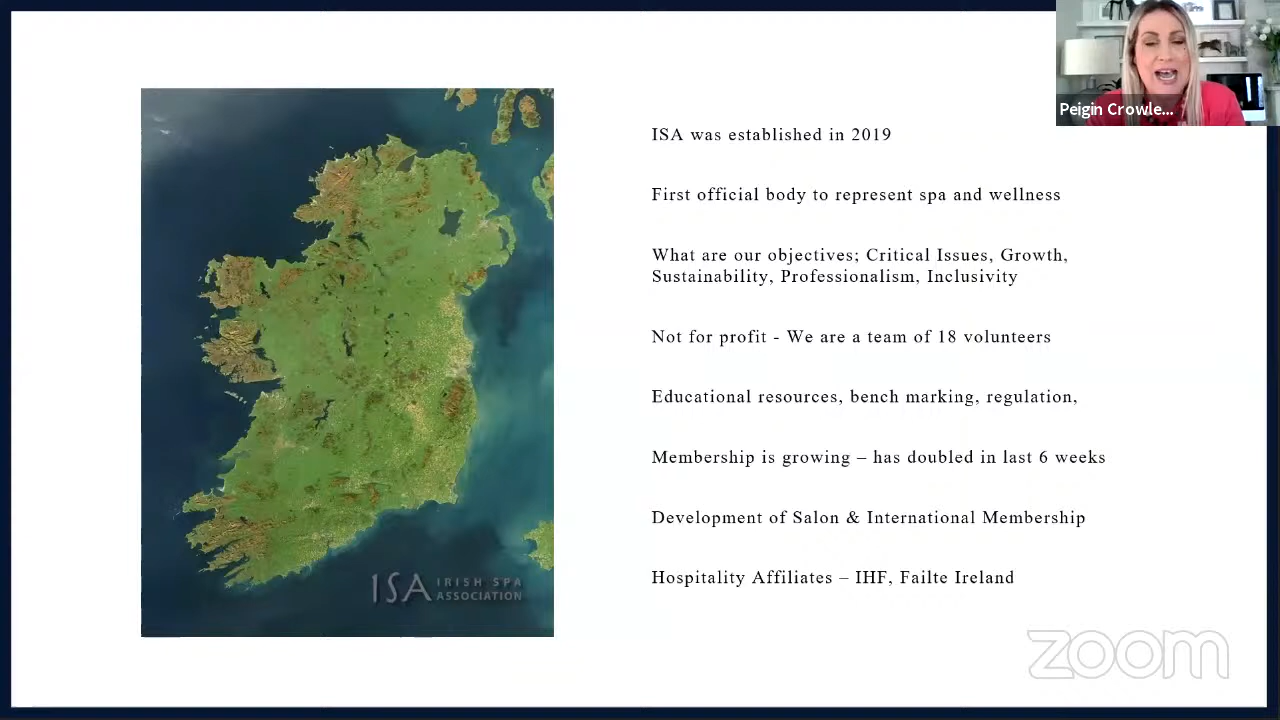 Peigin Crowle...
ISA was established in 2019
First official body to represent spa and wellness
What are our objectives; Critical Issues, Growth,
Sustainability, Professionalism, Inclusivity
Not for profit - We are a team of 18 volunteers
Educational resources, bench marking, regulation,
Membership is growing – has doubled in last 6 weeks
Development of Salon & International Membership
Hospitality Affiliates – IHF, Failte Ireland
ISA IRISH SPA
ASSOCIATION
zoom